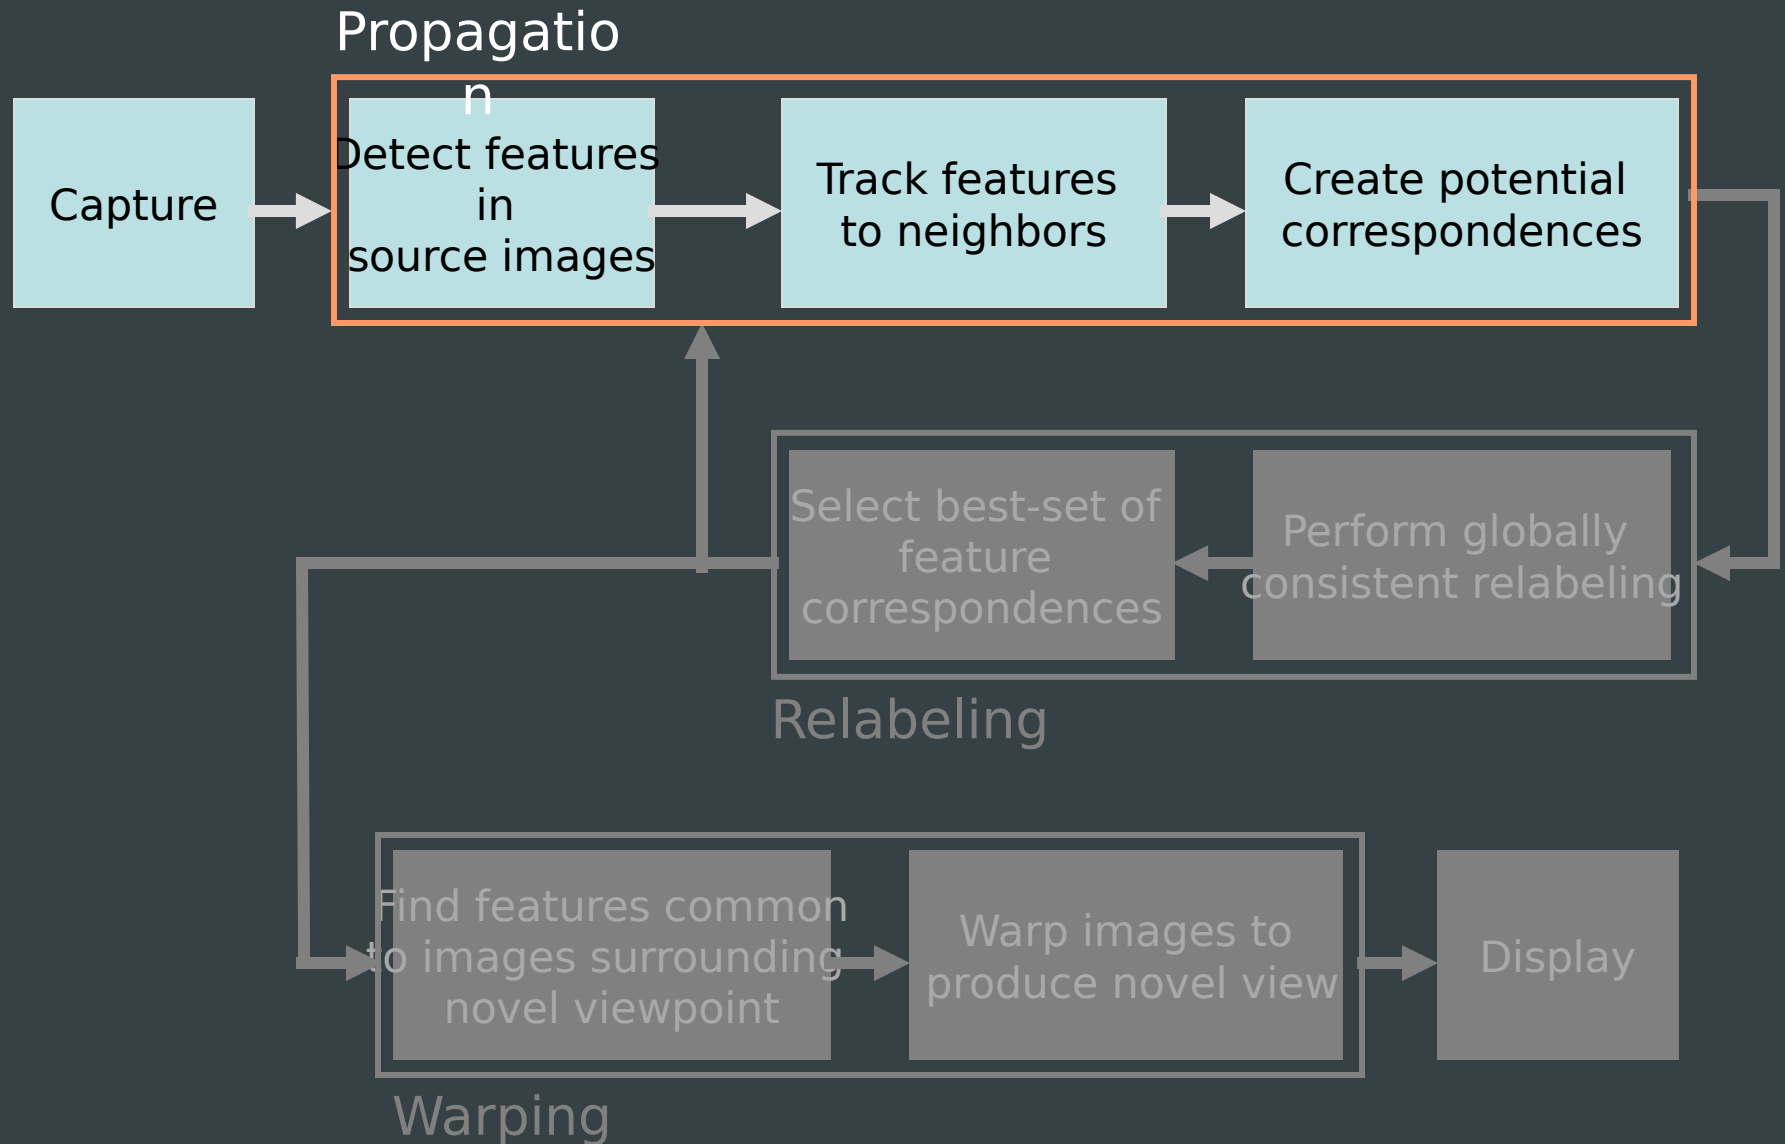 Propagatio
n
Capture
Detect features
in
source images
Track features
to neighbors
Create potential
correspondences
Select best-set of
feature
correspondences
Perform globally
consistent relabeling
Relabeling
Find features common
to images surrounding
novel viewpoint
Warp images to
produce novel view
Display
Warping